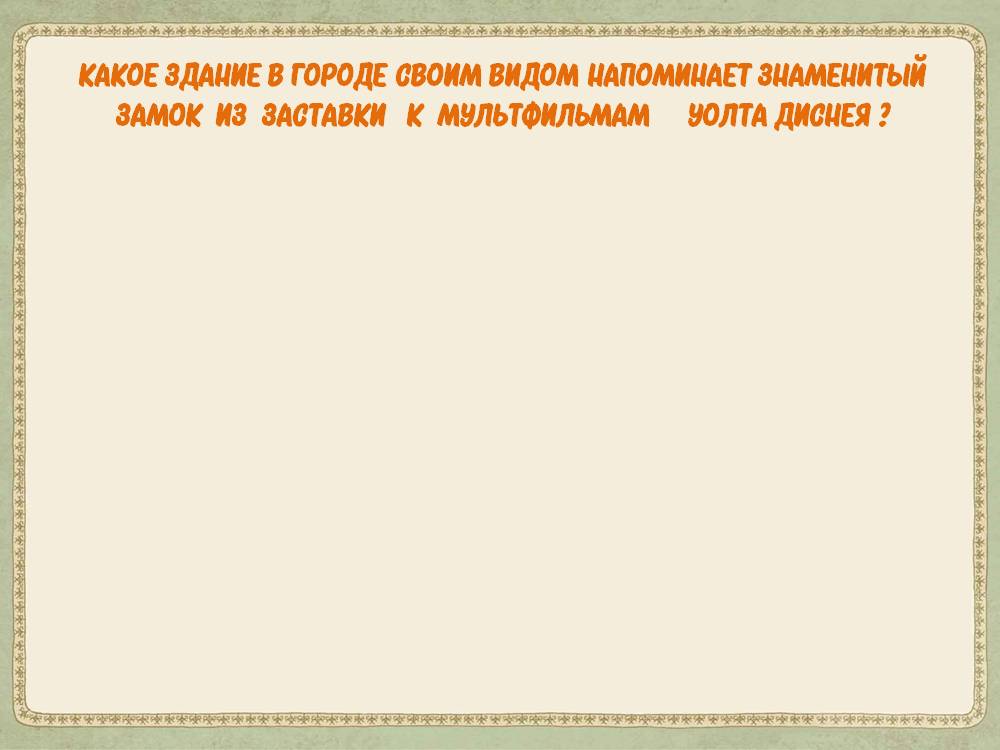 КАКОЕ ЗДАНИЕ В ГОРОДЕ СВОИМ ВИДОМ НАПОМИНАЕТ ЗНАМЕНИТЫЙ
ЗАМОК ИЗ ЗАСТАВКИ К МУЛЬТФИЛЬМАМ УОЛТА ДИСНЕЯ ?